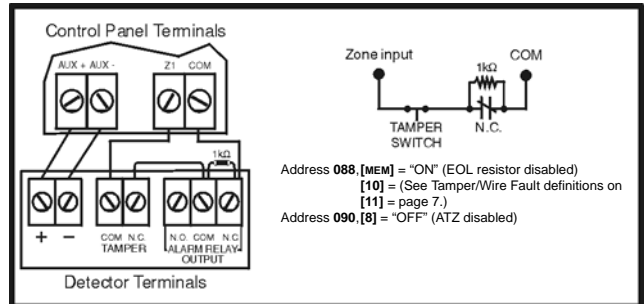 Control Panel Terminals
AUX + AUX - Z1 COM
1kΩ
+ - COM N.C. N.O. COM N.C.
TAMPER ALARM RELAY
OUTPUT
Detector Terminals
Zone input COM
1kΩ
TAMPER N.C.
SWITCH
Address 088, [MEM] = “ON” (EOL resistor disabled)
[10] = (See Tamper/Wire Fault definitions on
[11] = page 7.)
Address 090, [8] = “OFF” (ATZ disabled)